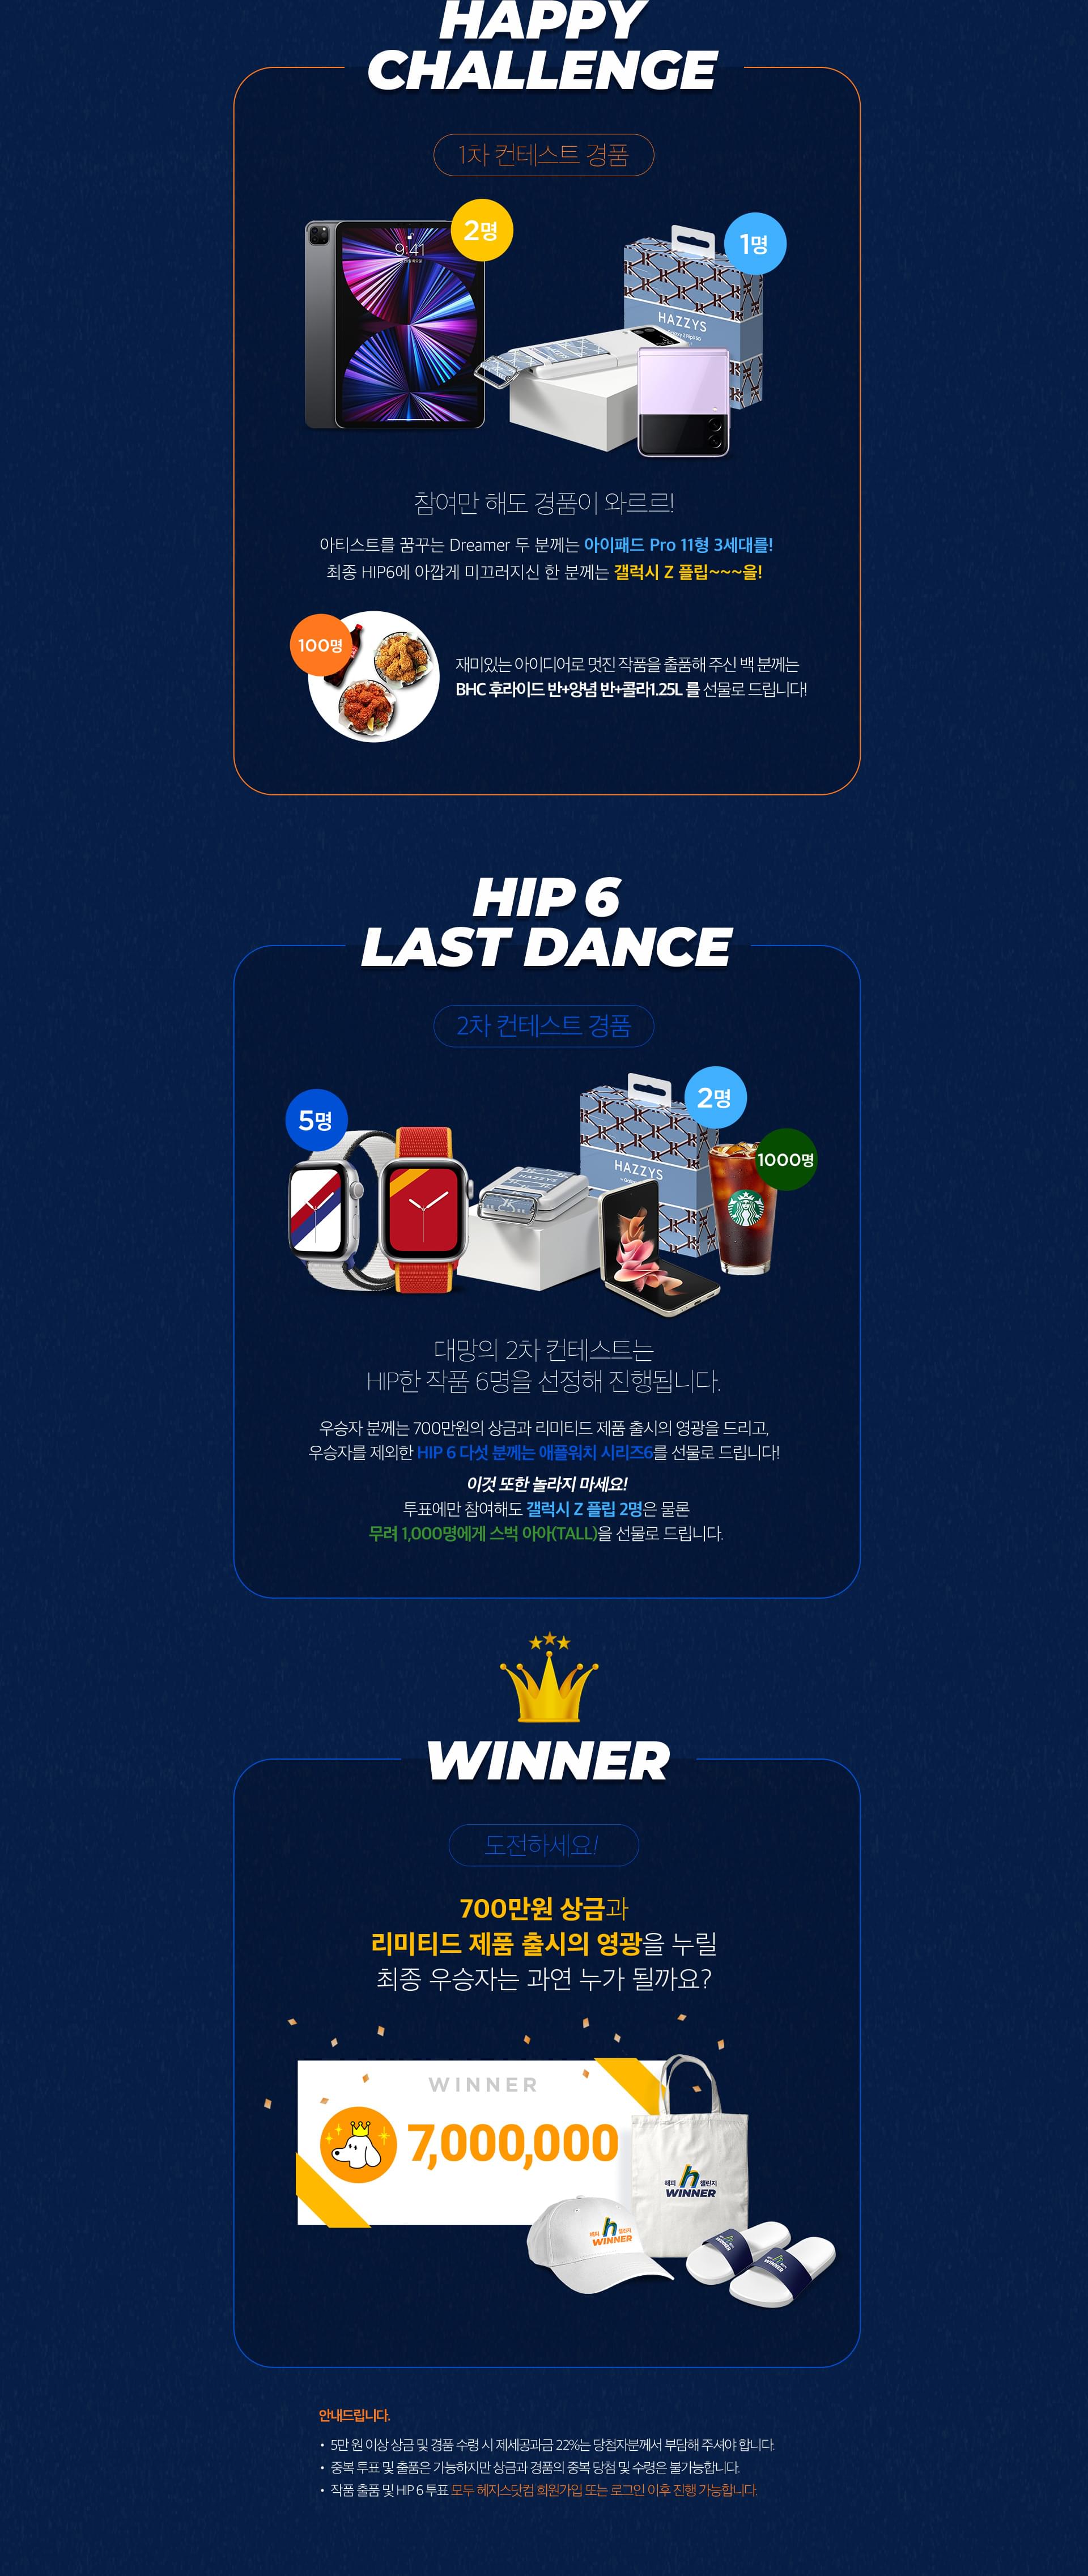 HAPPY
CHALLENGE
1차 컨테스트 경품
2명
1명
9:41
HAZZYS
참여만 해도 경품이 와르르!
아티스트를 꿈꾸는 Dreamer 두 분께는 아이패드 Pro 11형 3세대를!
최종 HIP6에 아깝게 미끄러지신 한 분께는 갤럭시 Z 플립~~~을!
100명
재미있는 아이디어로 멋진 작품을 출품해 주신 백 분께는
BHC 후라이드 반+양념 반+콜라1.25L 를 선물로 드립니다!
HIP 6
LAST DANCE
2차 컨테스트 경품
5명
2명
1000명
HAZZYS
HAZZYS
대망의 2차 컨테스트는
HIP한 작품 6명을 선정해 진행됩니다.
우승자 분께는 700만원의 상금과 리미티드 제품 출시의 영광을 드리고,
우승자를 제외한 HIP 6 다섯 분께는 애플워치 시리즈6를 선물로 드립니다!
이것 또한 놀라지 마세요!
투표에만 참여해도 갤럭시 Z 플립 2명은 물론
무려 1,000명에게 스벅 아아(TALL)을 선물로 드립니다.
WINNER
도전하세요!
700만원 상금과
리미티드 제품 출시의 영광을 누릴
최종 우승자는 과연 누가 될까요?
WINNER
7,000,000
헤피 h 챌린지
WINNER
헤피 h 챌린지
WINNER
WINNER
WINNER
안내드립니다.
• 5만 원 이상 상금 및 경품 수령 시 제세공과금 22%는 당첨자분께서 부담해 주셔야 합니다.
• 중복 투표 및 출품은 가능하지만 상금과 경품의 중복 당첨 및 수령은 불가능합니다.
• 작품 출품 및 HIP 6 투표 모두 헤지스닷컴 회원가입 또는 로그인 이후 진행 가능합니다.